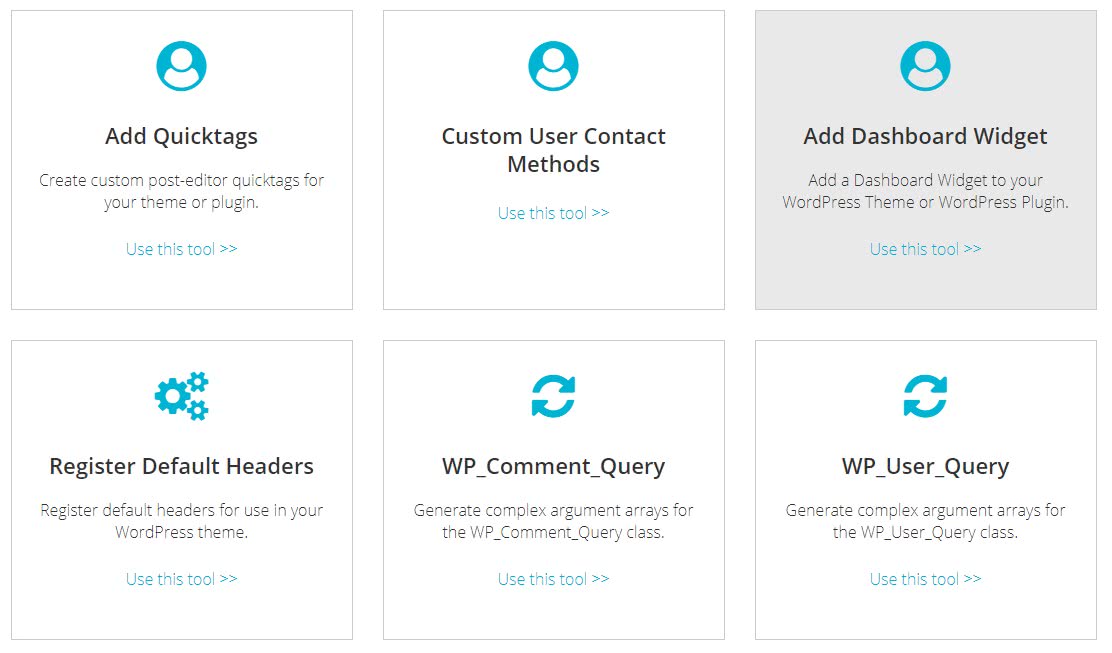 Add Quicktags
Create custom post-editor quicktags for
your theme or plugin.
Use this tool >>
Custom User Contact
Methods
Use this tool >>
Add Dashboard Widget
Add a Dashboard Widget to your
WordPress Theme or WordPress Plugin.
Use this tool >>
Register Default Headers
Register default headers for use in your
WordPress theme.
Use this tool >>
WP_Comment_Query
Generate complex argument arrays for
the WP_Comment_Query class.
Use this tool >>
WP_User_Query
Generate complex argument arrays for
the WP_User_Query class.
Use this tool >>